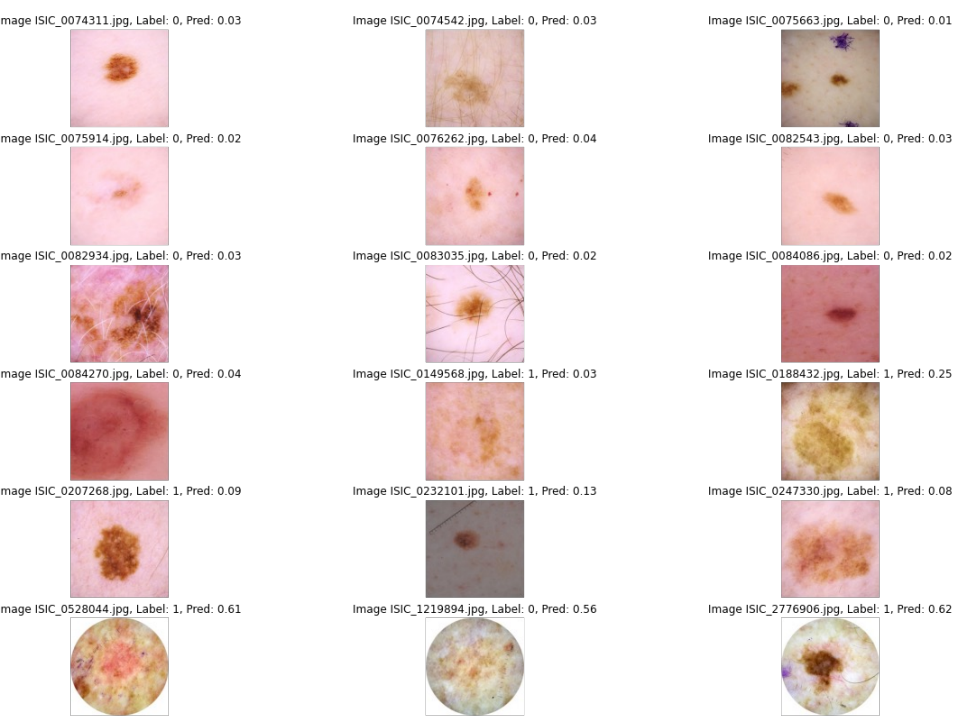 mage ISIC_0074311.jpg, Label: 0, Pred: 0.03
Image ISIC_0074542.jpg, Label: 0, Pred: 0.03
Image ISIC_0075663.jpg, Label: 0, Pred: 0.01
mage ISIC_0075914.jpg, Label: 0, Pred: 0.02
Image ISIC_0076262.jpg, Label: 0, Pred: 0.04
Image ISIC_0082543.jpg, Label: 0, Pred: 0.03
mage ISIC_0082934.jpg, Label: 0, Pred: 0.03
Image ISIC_0083035.jpg, Label: 0, Pred: 0.02
Image ISIC_0084086.jpg, Label: 0, Pred: 0.02
mage ISIC_0084270.jpg, Label: 0, Pred: 0.04
Image ISIC_0149568.jpg, Label: 1, Pred: 0.03
Image ISIC_0188432.jpg, Label: 1, Pred: 0.25
mage ISIC_0207268.jpg, Label: 1, Pred: 0.09
Image ISIC_0232101.jpg, Label: 1, Pred: 0.13
Image ISIC_0247330.jpg, Label: 1, Pred: 0.08
mage ISIC_0528044.jpg, Label: 1, Pred: 0.61
Image ISIC_1219894.jpg, Label: 0, Pred: 0.56
Image ISIC_2776906.jpg, Label: 1, Pred: 0.62